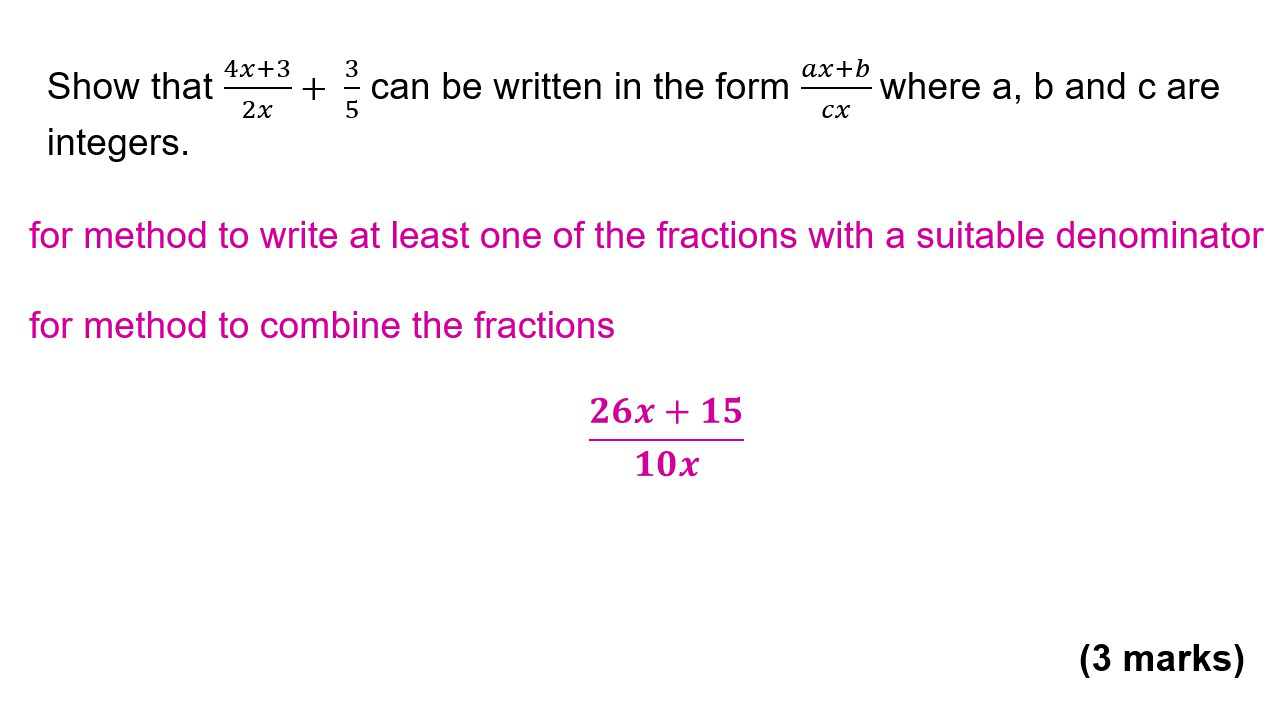 Show that \frac{4x+3}{2x} + \frac{3}{5} can be written in the form \frac{ax+b}{cx} where a, b and c are
integers.
for method to write at least one of the fractions with a suitable denominator
for method to combine the fractions
\frac{26x + 15}{10x}
(3 marks)